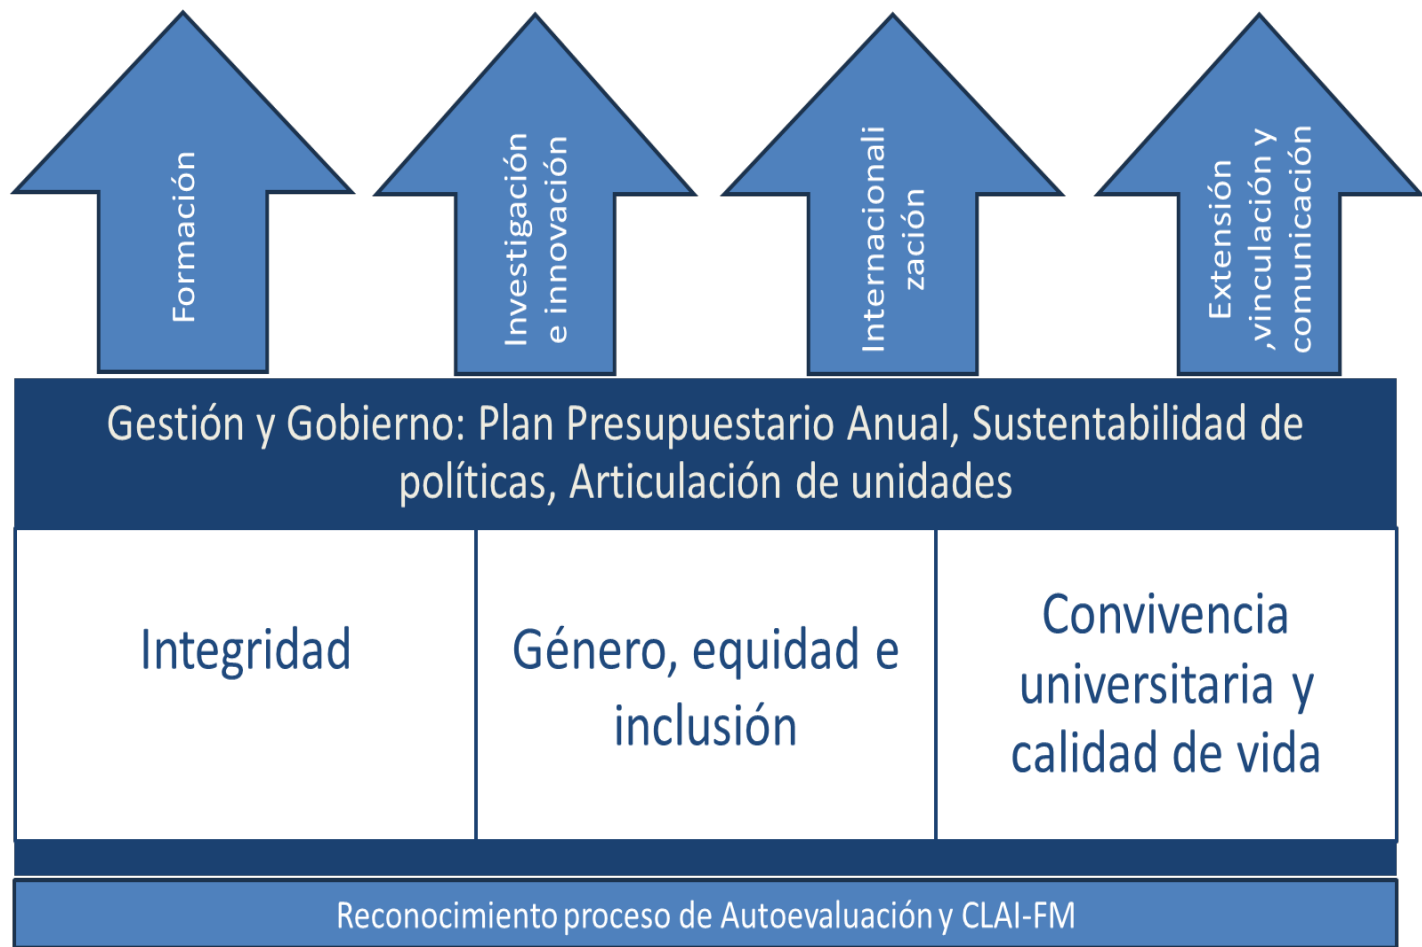 Formación
Investigación
e innovación
Internacionali
zación
Extensión
,vinculación y
comunicación
Gestión y Gobierno: Plan Presupuestario Anual, Sustentabilidad de
políticas, Articulación de unidades
Integridad
Género, equidad e
inclusión
Convivencia
universitaria y
calidad de vida
Reconocimiento proceso de Autoevaluación y CLAI-FM